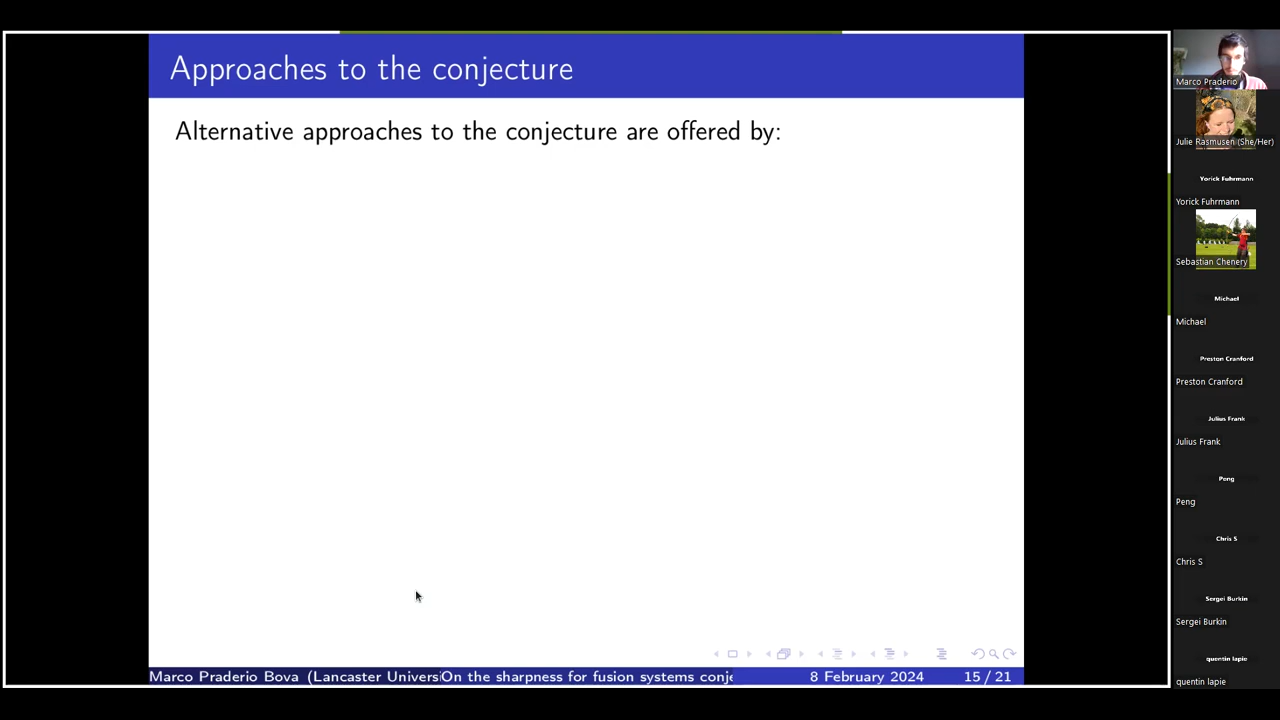 Approaches to the conjecture
Alternative approaches to the conjecture are offered by:
Marco Praderio Bova (Lancaster Universi
On the sharpness for fusion systems conje
8 February 2024
15 / 21
Marco Praderio
Julie Rasmusen (She/Her)
Yorick Fuhrmann
Yorick Fuhrmann
Sebastian Chenery
Michael
Michael
Preston Cranford
Preston Cranford
Julius Frank
Julius Frank
Peng
Peng
Chris S
Chris S
Sergei Burkin
Sergei Burkin
quentin lapie
quentin lapie